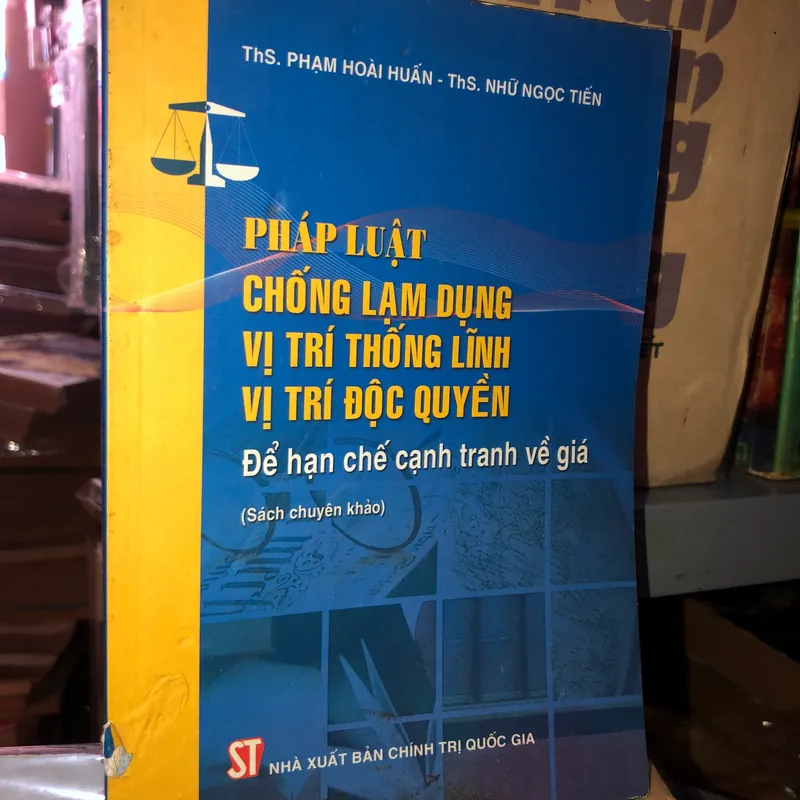 ThS. PHẠM HOÀI HUẤN - ThS. NHỮ NGỌC TIẾN
PHÁP LUẬT
CHỐNG LẠM DỤNG
VỊ TRÍ THỐNG LĨNH
VỊ TRÍ ĐỘC QUYỀN
Để hạn chế cạnh tranh về giá
(Sách chuyên khảo)
ST NHÀ XUẤT BẢN CHÍNH TRỊ QUỐC GIA